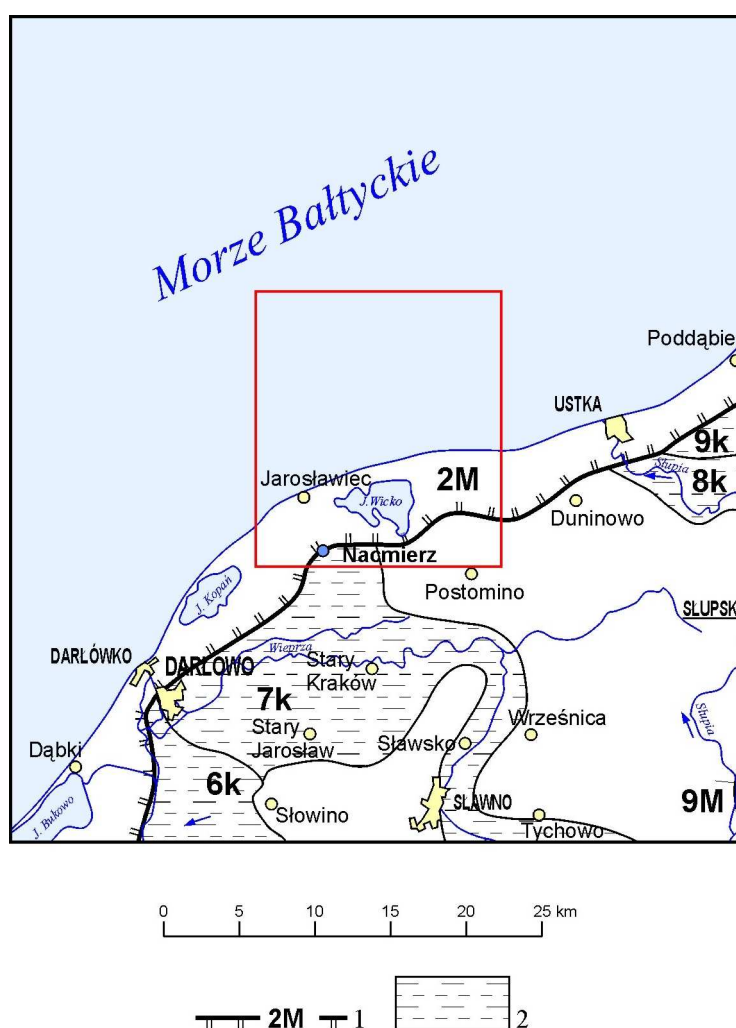 Morze Bałtyckie
Poddąbie
USTKA
9k
Słupia
8k
Jarosławiec
2M
J. Wicko
Duninowo
Nacmierz
Postomino
J. Kopań
SŁUPSK
DARŁÓWKO
DARŁOWO
Wieprza
Stary
Kraków
7k
Słupia
Stary
Jarosław
Wrześnica
Sławsko
Dąbki
6k
Słowino
SŁAWNO
9M
Tychowo
J. Bukowo
0 5 10 15 20 25 km
2M 1 2